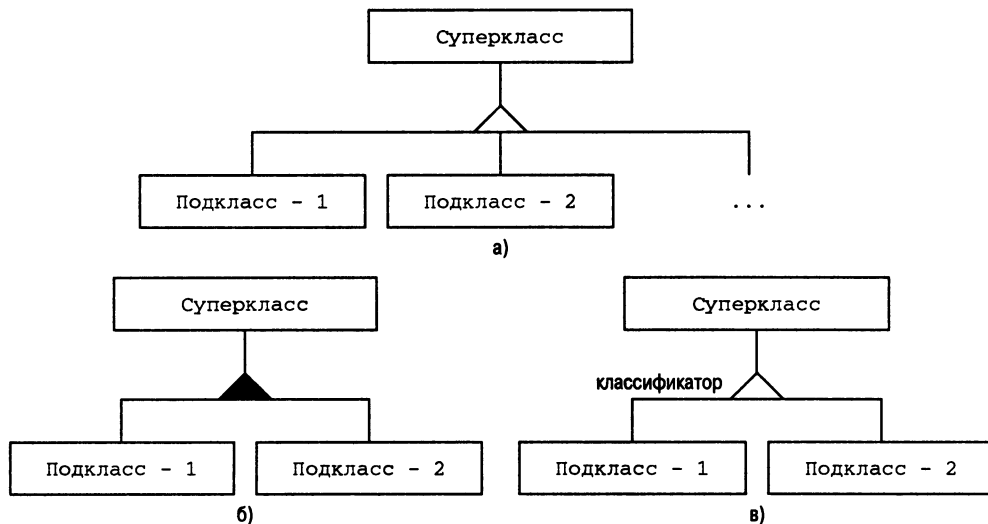 Суперкласс
Подкласс - 1
Подкласс - 2
...
а)
Суперкласс
Подкласс - 1
Подкласс - 2
б)
Суперкласс
классификатор
Подкласс - 1
Подкласс - 2
в)